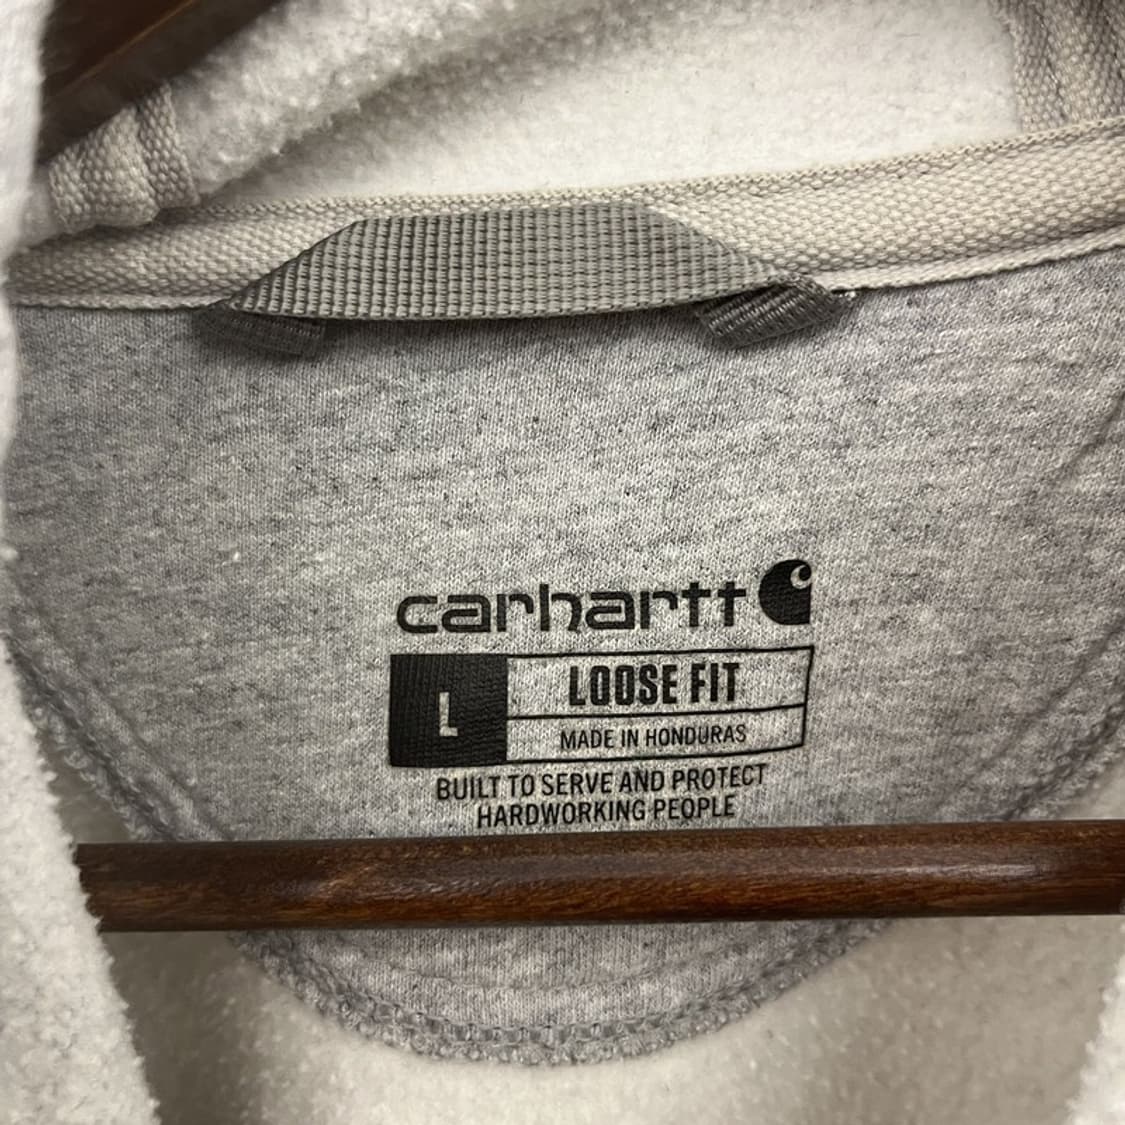 carhartt
L
LOOSE FIT
MADE IN HONDURAS
BUILT TO SERVE AND PROTECT
HARDWORKING PEOPLE